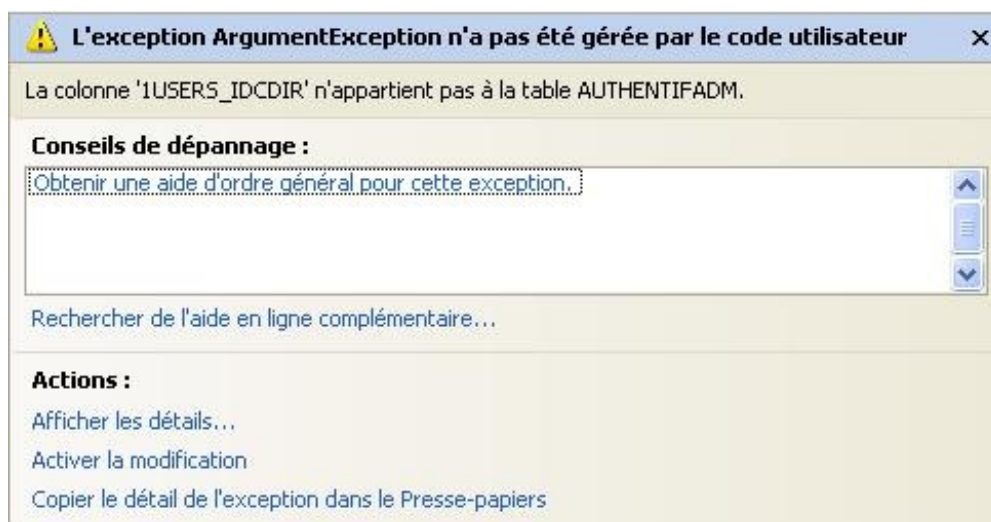 L'exception ArgumentException n'a pas été gérée par le code utilisateur
La colonne '1USERS_IDCDIR' n'appartient pas à la table AUTHENTIFADM.
Conseils de dépannage :
Obtenir une aide d'ordre général pour cette exception.
Rechercher de l'aide en ligne complémentaire...
Actions :
Afficher les détails...
Activer la modification
Copier le détail de l'exception dans le Presse-papiers